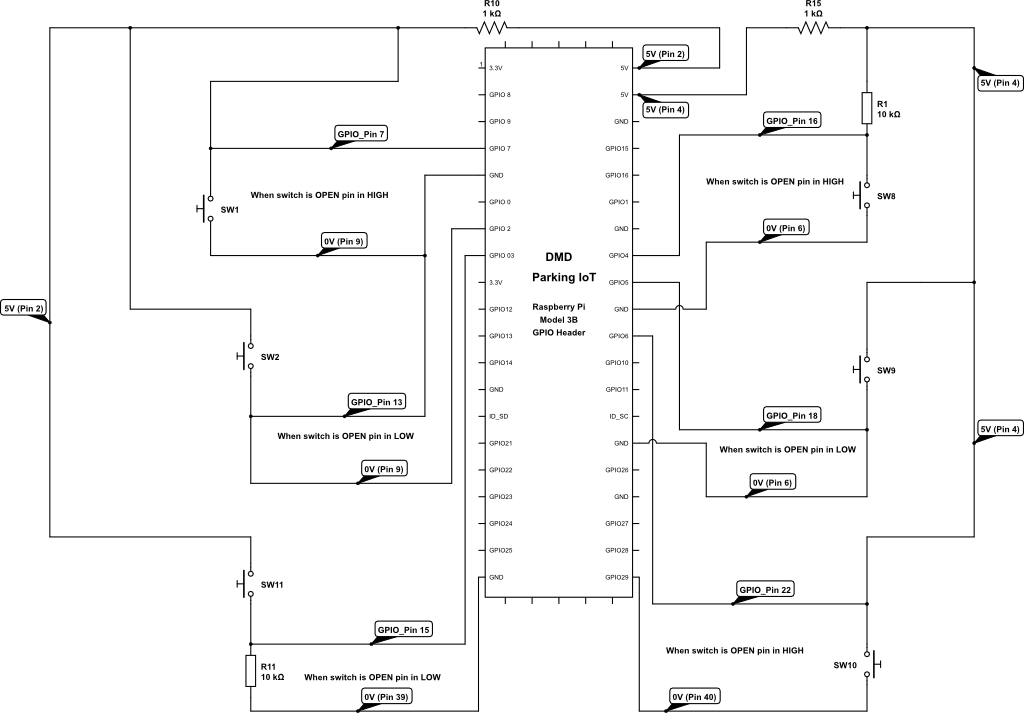 R10
1 kΩ
R15
1 kΩ
5V (Pin 2)
1
3.3V
5V
5V (Pin 4)
GPIO 8
5V
5V (Pin 4)
R1
10 kΩ
GPIO 9
GND
GPIO_Pin 16
GPIO_Pin 7
GPIO 7
GPIO15
GND
GPIO16
When switch is OPEN pin in HIGH
When switch is OPEN pin in HIGH
SW8
SW1
GPIO 0
GPIO1
GPIO 2
GND
0V (Pin 6)
0V (Pin 9)
GPIO 03
GPIO4
DMD
Parking IoT
3.3V
GPIO5
5V (Pin 2)
GPIO12
GND
Raspberry Pi
Model 3B
GPIO Header
GPIO13
GPIO6
SW2
GPIO14
GPIO10
SW9
GND
GPIO11
GPIO_Pin 13
ID_SD
ID_SC
GPIO_Pin 18
5V (Pin 4)
When switch is OPEN pin in LOW
GPIO21
GND
When switch is OPEN pin in LOW
0V (Pin 9)
GPIO22
GPIO26
0V (Pin 6)
GPIO23
GND
GPIO24
GPIO27
GPIO25
GPIO28
SW11
GND
GPIO29
GPIO_Pin 22
GPIO_Pin 15
When switch is OPEN pin in HIGH
SW10
R11
10 kΩ
When switch is OPEN pin in LOW
0V (Pin 39)
0V (Pin 40)